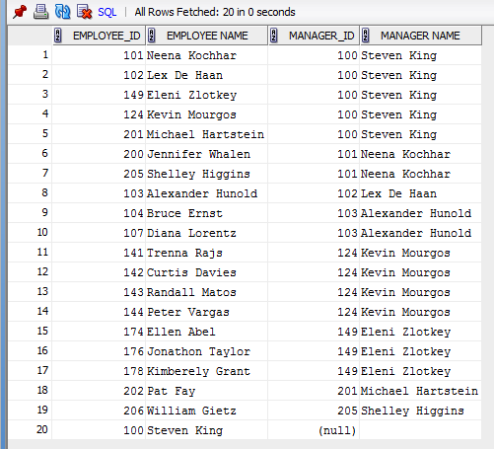 SQL | All Rows Fetched: 20 in 0 seconds
EMPLOYEE_ID EMPLOYEE NAME MANAGER_ID MANAGER NAME
1 101 Neena Kochhar 100 Steven King
2 102 Lex De Haan 100 Steven King
3 149 Eleni Zlotkey 100 Steven King
4 124 Kevin Mourgos 100 Steven King
5 201 Michael Hartstein 100 Steven King
6 200 Jennifer Whalen 101 Neena Kochhar
7 205 Shelley Higgins 101 Neena Kochhar
8 103 Alexander Hunold 102 Lex De Haan
9 104 Bruce Ernst 103 Alexander Hunold
10 107 Diana Lorentz 103 Alexander Hunold
11 141 Trenna Rajs 124 Kevin Mourgos
12 142 Curtis Davies 124 Kevin Mourgos
13 143 Randall Matos 124 Kevin Mourgos
14 144 Peter Vargas 124 Kevin Mourgos
15 174 Ellen Abel 149 Eleni Zlotkey
16 176 Jonathon Taylor 149 Eleni Zlotkey
17 178 Kimberely Grant 149 Eleni Zlotkey
18 202 Pat Fay 201 Michael Hartstein
19 206 William Gietz 205 Shelley Higgins
20 100 Steven King (null)